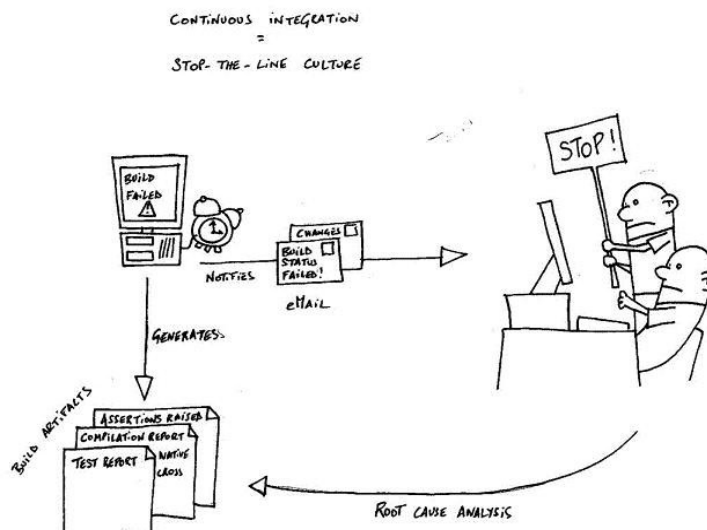 CONTINUOUS INTEGRATION
=
STOP-THE-LINE CULTURE
STOP!
BUILD
FAILED
CHANGES
BUILD
STATUS
FAILED!
NOTIFIES
eMAIL
GENERATES
BUILD ARTIFACTS
ASSERTIONS RAISED
COMPILATION REPORT
NATIVE
CROSS
TEST REPORT
ROOT CAUSE ANALYSIS